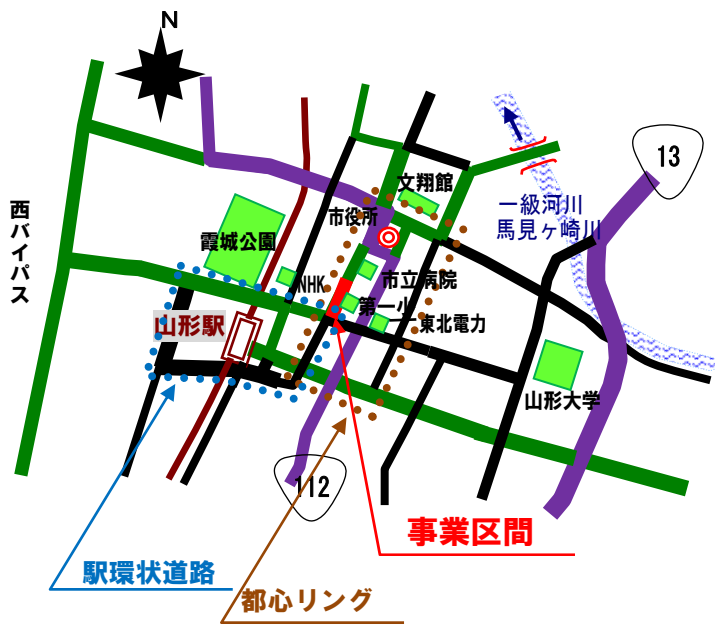 N
13
文翔館
一級河川
馬見ヶ崎川
西バイパス
市役所
霞城公園
市立病院
NHK
第一小
東北電力
山形駅
山形大学
112
事業区間
駅環状道路
都心リング